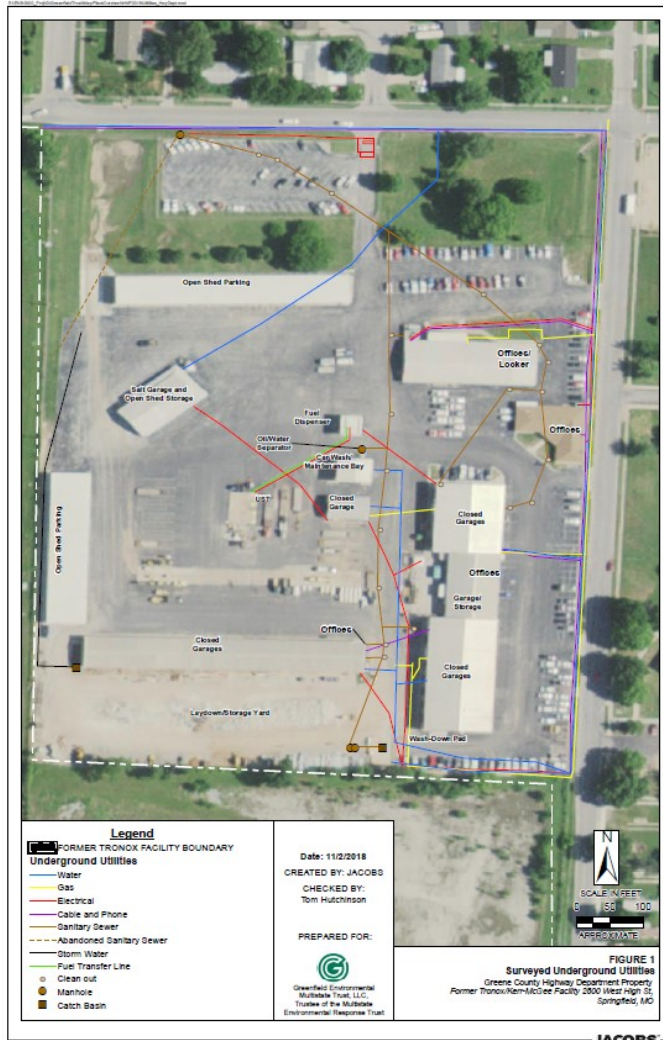 Open Shed Parking
Offices/
Locker
Salt Garage and
Open Shed Storage
Fuel
Dispenser
Offices
Oil/Water
Separator
Car Wash/
Maintenance Bay
UST
Closed
Garage
Closed
Garages
Open Shed Parking
Offices
Garage/
Storage
Offices
Closed
Garages
Closed
Garages
Laydown/Storage Yard
Wash-Down Pad
Legend
FORMER TRONOX FACILITY BOUNDARY
Underground Utilities
Water
Gas
Electrical
Cable and Phone
Sanitary Sewer
Abandoned Sanitary Sewer
Storm Water
Fuel Transfer Line
Clean out
Manhole
Catch Basin
Date: 11/2/2018
CREATED BY: JACOBS
CHECKED BY:
Tom Hutchinson
PREPARED FOR:
Greenfield Environmental
Multistate Trust, LLC,
Trustee of the Multistate
Environmental Response Trust
N
SCALE IN FEET
0 50 100
APPROXIMATE
FIGURE 1
Surveyed Underground Utilities
Greene County Highway Department Property
Former Tronox/Kerr-McGee Facility 2800 West High St,
Springfield, MO
JACOBS